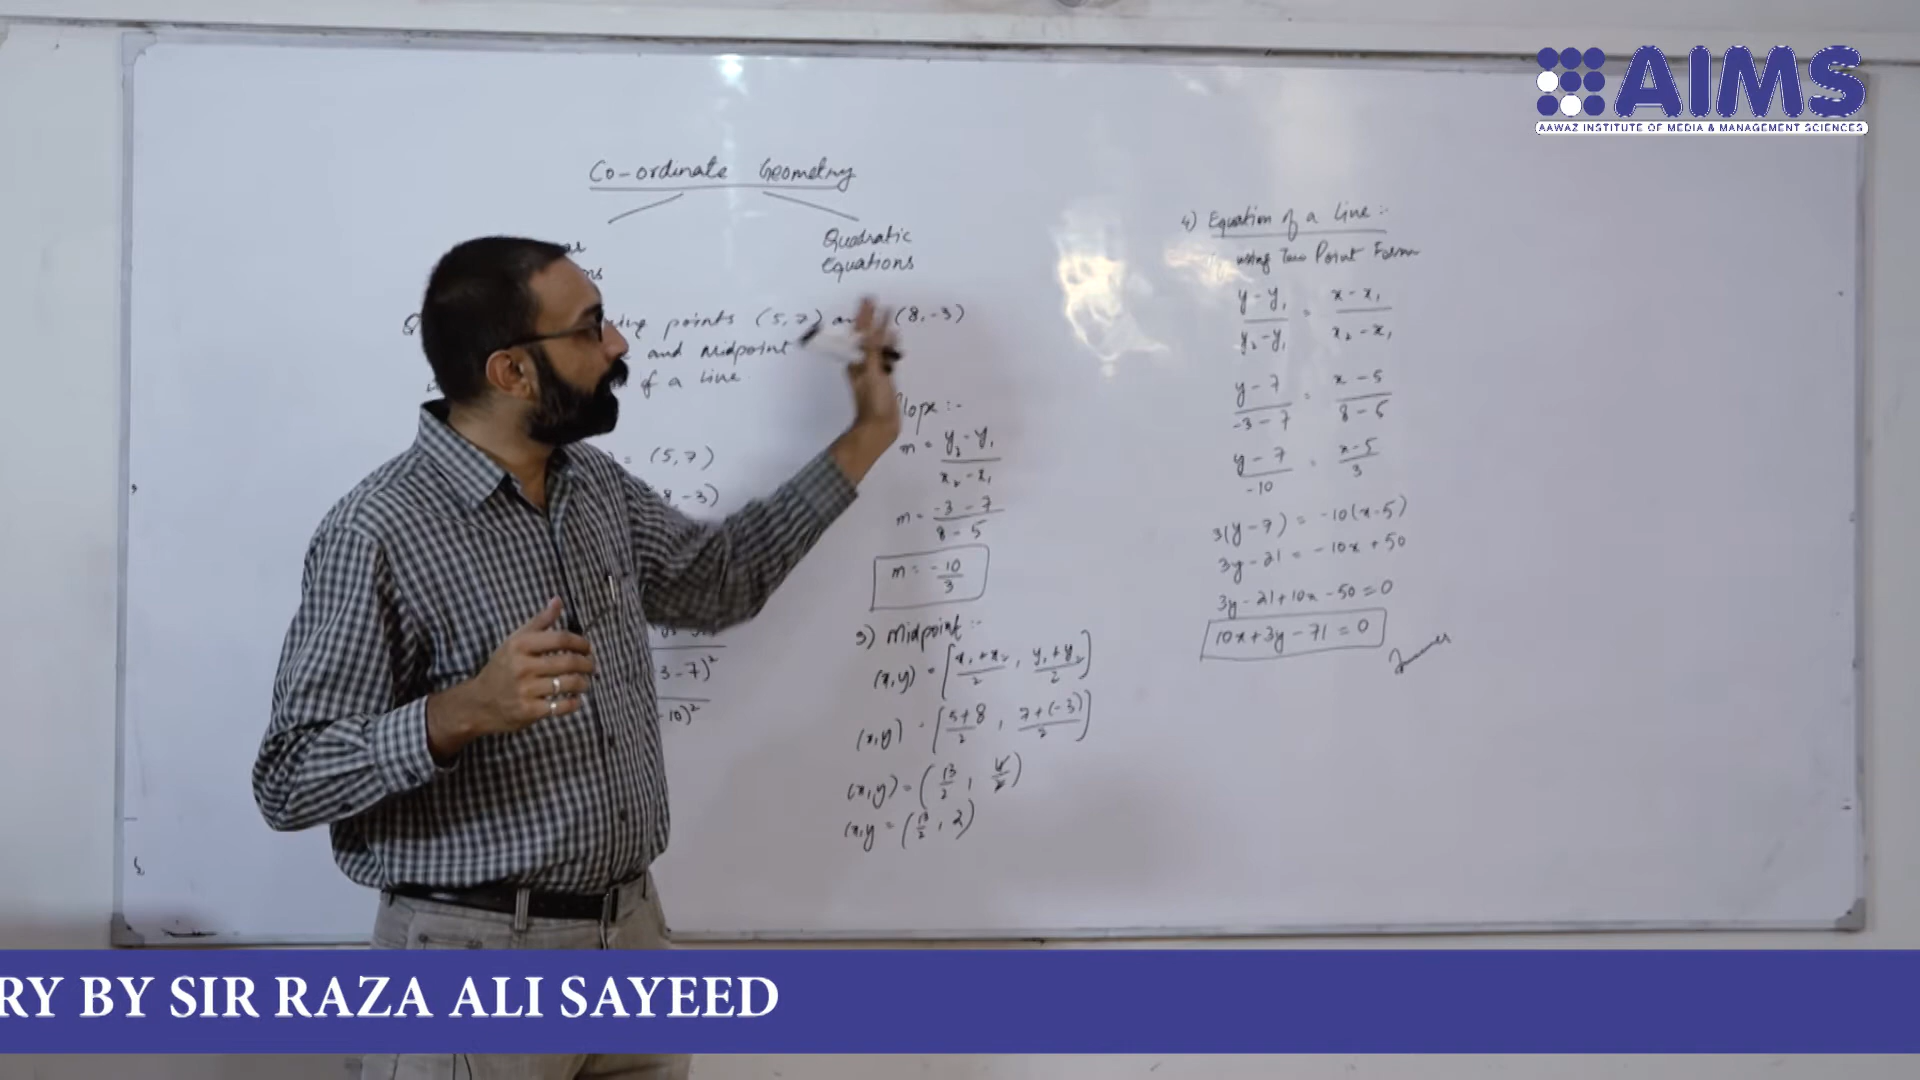 AIMS
AAWAZ INSTITUTE OF MEDIA & MANAGEMENT SCIENCES
Co-ordinate Geometry
Quadratic
Equations
points (5,7) (8,-3)
and midpoint
of a line.
= (5,7)
-3)
3-7)²
-10)²
Slope :-
m = y₂-y₁ / x₂-x₁
m = -3-7 / 8-5
m = -10/3
3) Midpoint :-
(x,y) = [x₁+x₂/2 , y₁+y₂/2]
(x,y) = [5+8/2 , 7+(-3)/2]
(x,y) = (13/2 , 4/2)
(x,y = (13/2 , 2)
4) Equation of a Line :-
using Two Point Form
y-y₁ / y₂-y₁ = x-x₁ / x₂-x₁
y-7 / -3-7 = x-5 / 8-5
y-7 / -10 = x-5 / 3
3(y-7) = -10(x-5)
3y-21 = -10x+50
3y-21+10x-50=0
10x+3y-71=0
RY BY SIR RAZA ALI SAYEED